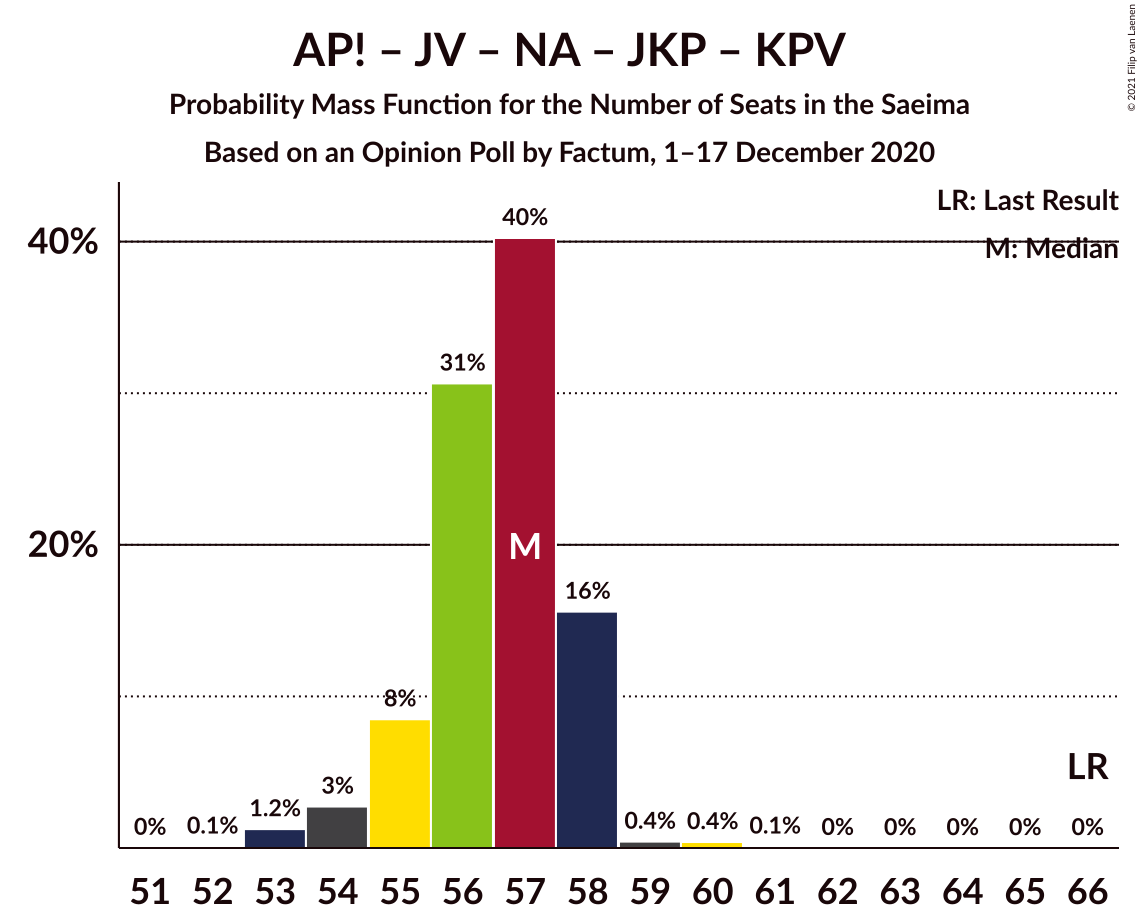 AP! – JV – NA – JKP – KPV
Probability Mass Function for the Number of Seats in the Saeima
Based on an Opinion Poll by Factum, 1–17 December 2020
© 2021 Filip van Laenen
LR: Last Result
M: Median
40%
20%
0%
0.1%
1.2%
3%
8%
31%
40%
16%
0.4%
0.4%
0.1%
0%
0%
0%
0%
0%
M
LR
51 52 53 54 55 56 57 58 59 60 61 62 63 64 65 66